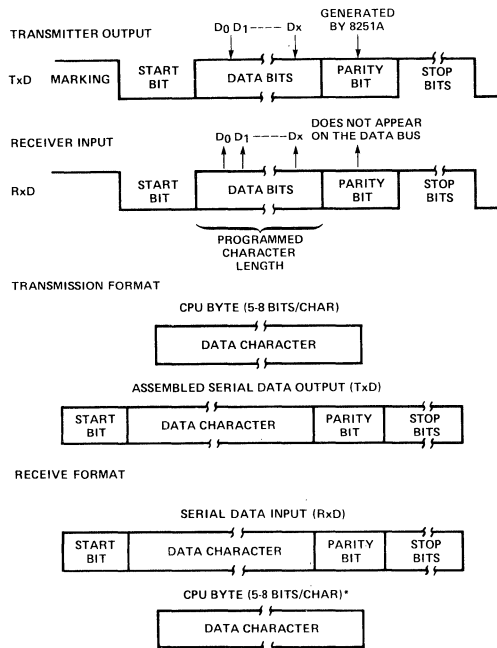 GENERATED
BY 8251A
TRANSMITTER OUTPUT
D0 D1 ---- Dx
TxD MARKING START BIT DATA BITS PARITY BIT STOP BITS
RECEIVER INPUT
D0 D1 ---- Dx
DOES NOT APPEAR
ON THE DATA BUS
RxD START BIT DATA BITS PARITY BIT STOP BITS
PROGRAMMED
CHARACTER
LENGTH
TRANSMISSION FORMAT
CPU BYTE (5-8 BITS/CHAR)
DATA CHARACTER
ASSEMBLED SERIAL DATA OUTPUT (TxD)
START BIT DATA CHARACTER PARITY BIT STOP BITS
RECEIVE FORMAT
SERIAL DATA INPUT (RxD)
START BIT DATA CHARACTER PARITY BIT STOP BITS
CPU BYTE (5-8 BITS/CHAR)*
DATA CHARACTER